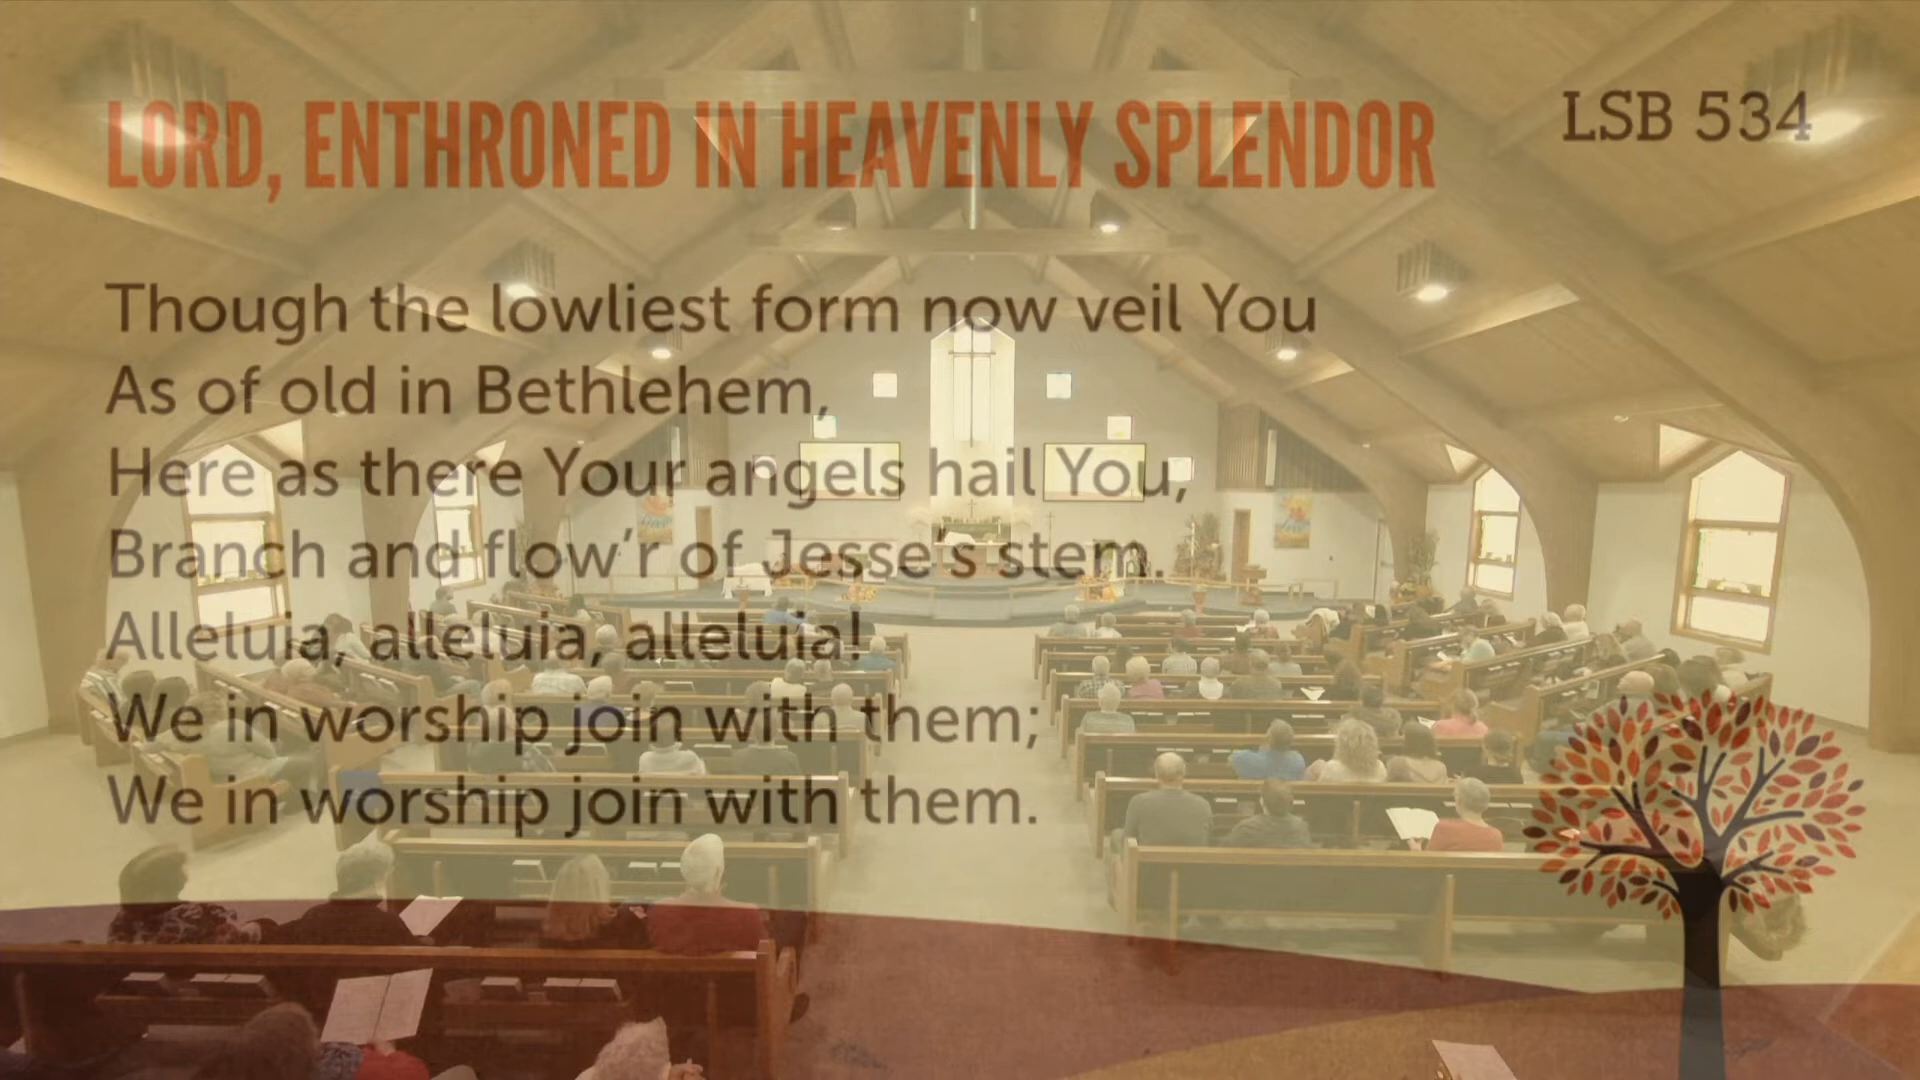 LORD, ENTHRONED IN HEAVENLY SPLENDOR
LSB 534
Though the lowliest form now veil You
As of old in Bethlehem,
Here as there Your angels hail You,
Branch and flow’r of Jesse’s stem.
Alleluia, alleluia, alleluia!
We in worship join with them;
We in worship join with them.